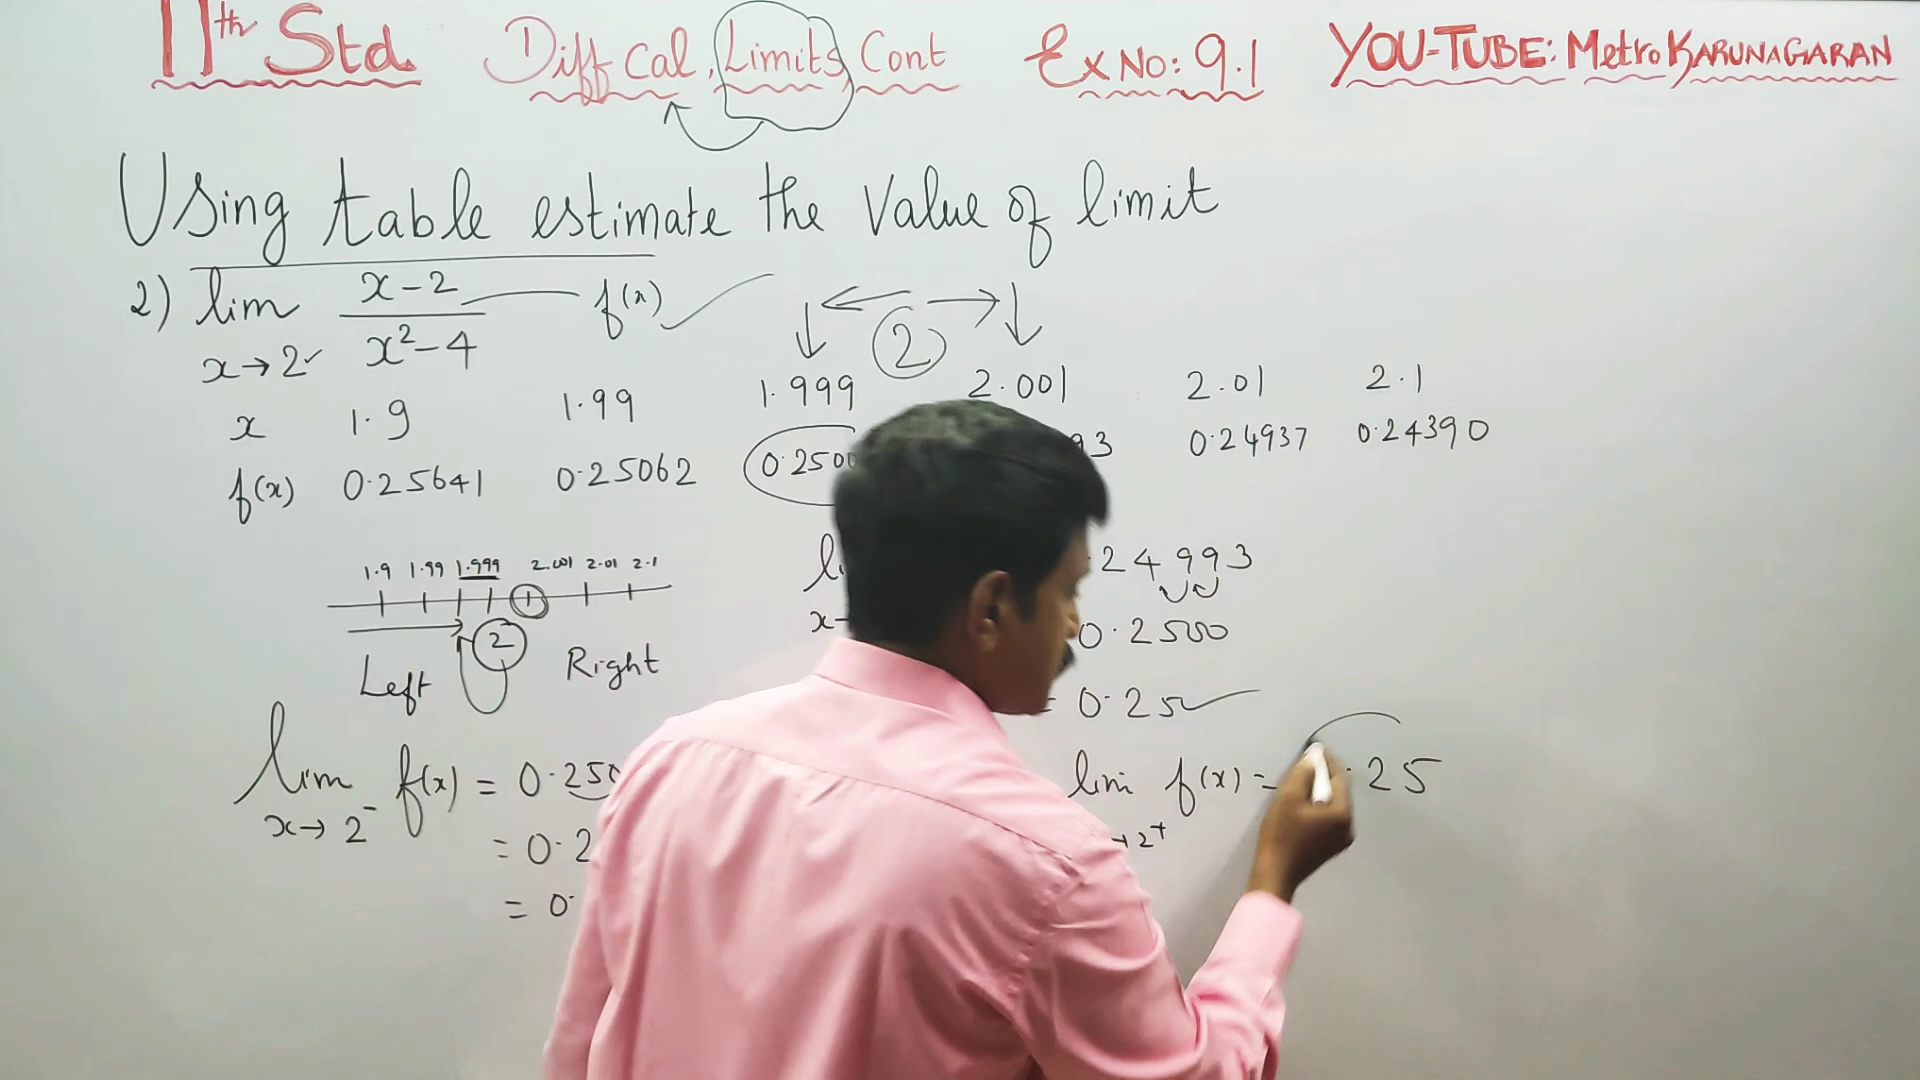 11th Std. Diff Cal, Limits, Cont Ex No: 9.1 YOU-TUBE: Metro KARUNAGARAN
Using table estimate the Value of limit
2) lim x-2 / x²-4 f(x)
x→2
2
x 1.9 1.99 1.999 2.001 2.01 2.1
f(x) 0.25641 0.25062 0.2500 93 0.24937 0.24390
1.9 1.99 1.999 2.001 2.01 2.1
2
Left Right
24993
0.2500
0.25
lim f(x) = 0.250
x→2⁻
= 0.2
= 0.
lim f(x) = .25
→2⁺